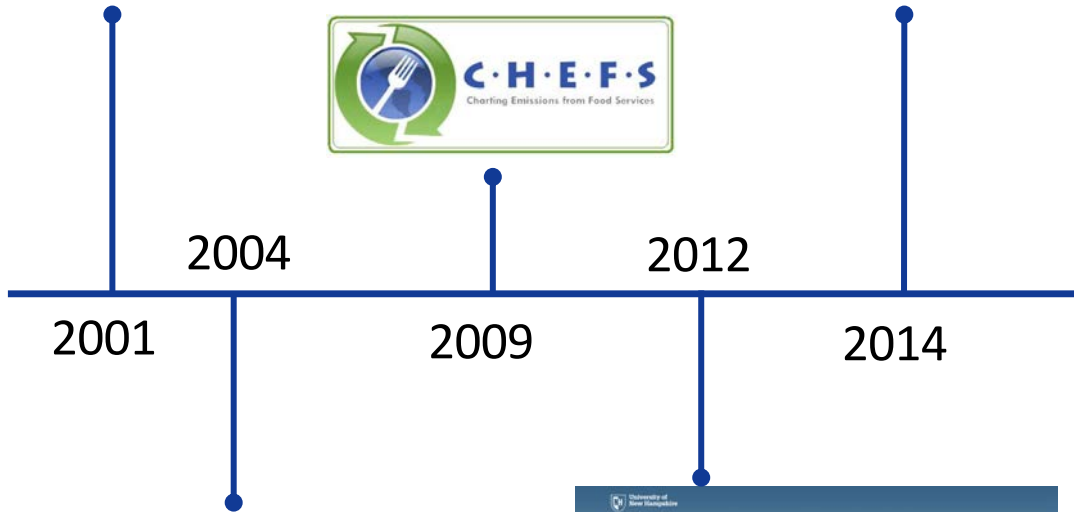 C·H·E·F·S
Charting Emissions from Food Services
2004
2012
2001
2009
2014
University of
New Hampshire